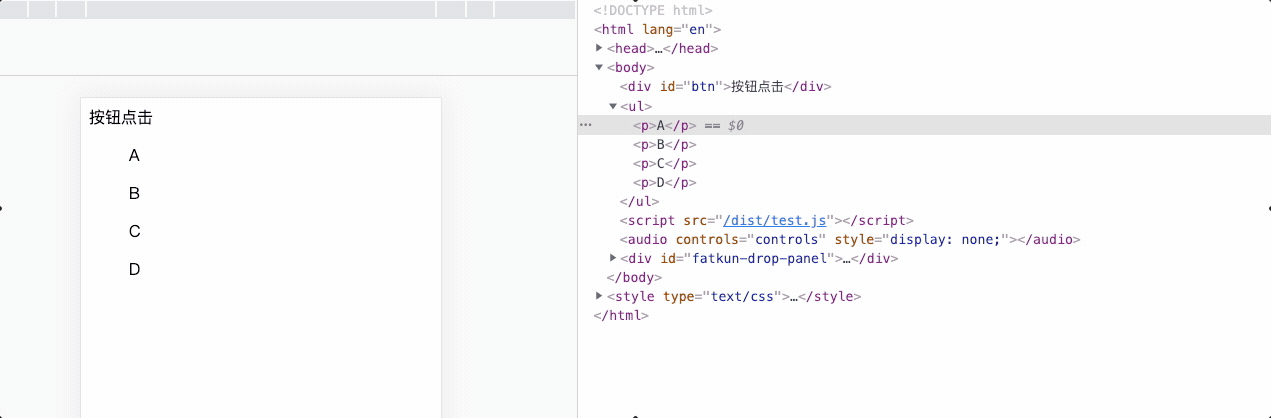 按钮点击
A
B
C
D
<!DOCTYPE html>
<html lang="en">
<head>…</head>
<body>
<div id="btn">按钮点击</div>
<ul>
<p>A</p> == $0
<p>B</p>
<p>C</p>
<p>D</p>
</ul>
<script src="/dist/test.js"></script>
<audio controls="controls" style="display: none;"></audio>
<div id="fatkun-drop-panel">…</div>
</body>
<style type="text/css">…</style>
</html>